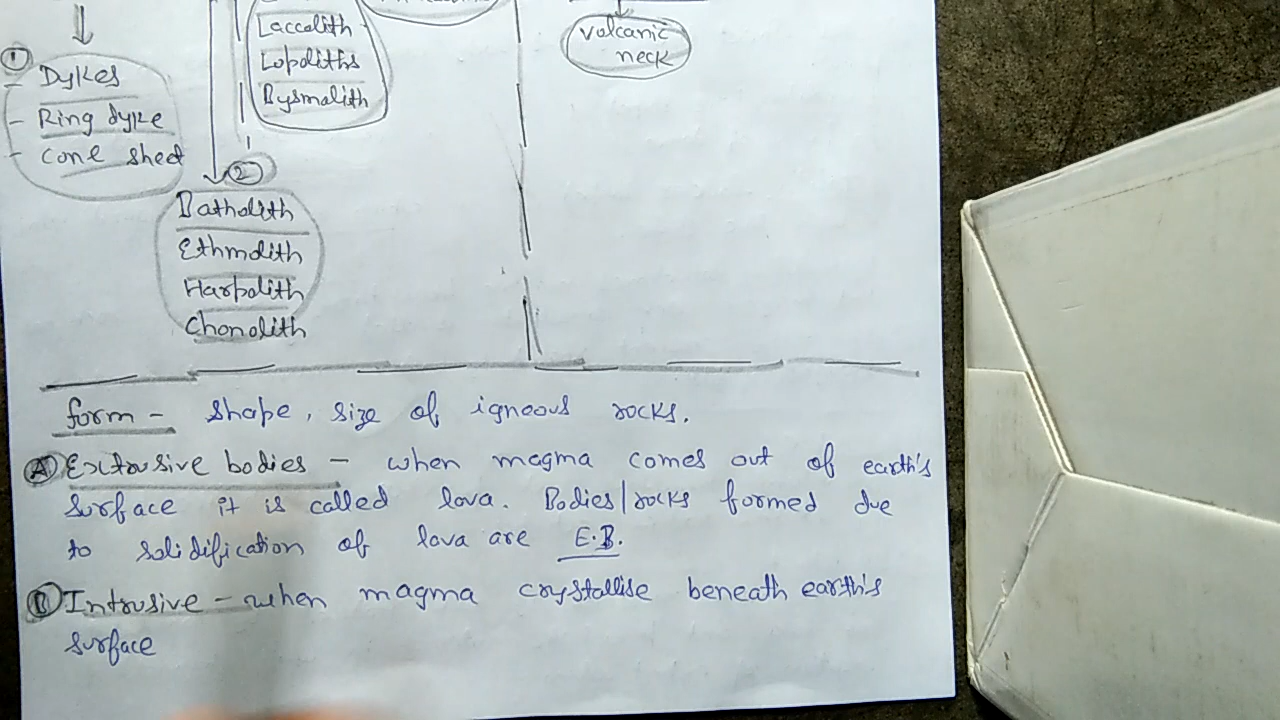 Laccolith
Lopoliths
Bysmalith
volcanic
neck
1
- Dykes
- Ring dyke
- Cone sheet
2
Batholith
Ethmolith
Harpolith
Chonolith
form - shape, size of igneous rocks.
A Extrusive bodies - when magma comes out of earth's
surface it is called lava. Bodies/rocks formed due
to solidification of lava are E.B.
B Intrusive - when magma crystallise beneath earth's
surface